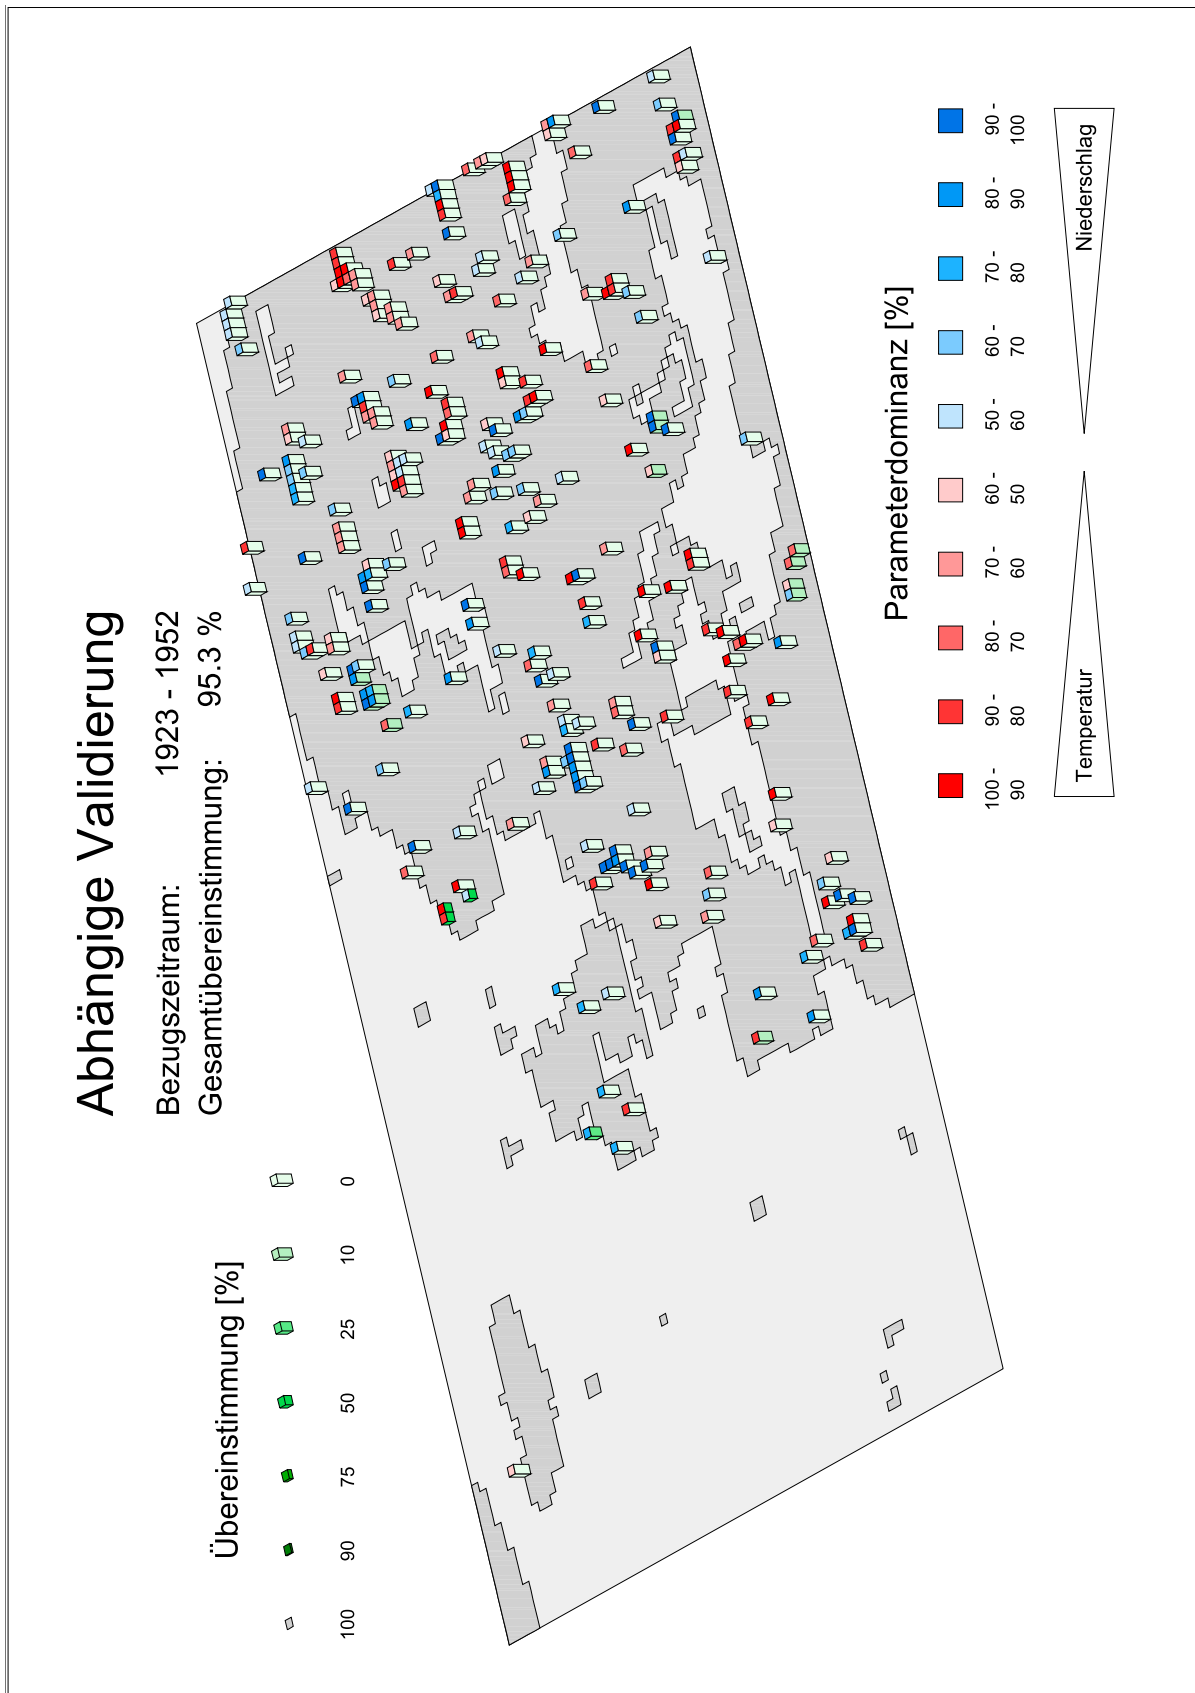 Abhängige Validierung
Bezugszeitraum: 1923 - 1952
Gesamtübereinstimmung: 95.3 %
Übereinstimmung [%]
100 90 75 50 25 10 0
Parameterdominanz [%]
100 - 90 - 80 - 70 - 60 - 50 - 60 - 70 - 80 - 90 -
90 80 70 60 50 60 70 80 90 100
Temperatur Niederschlag